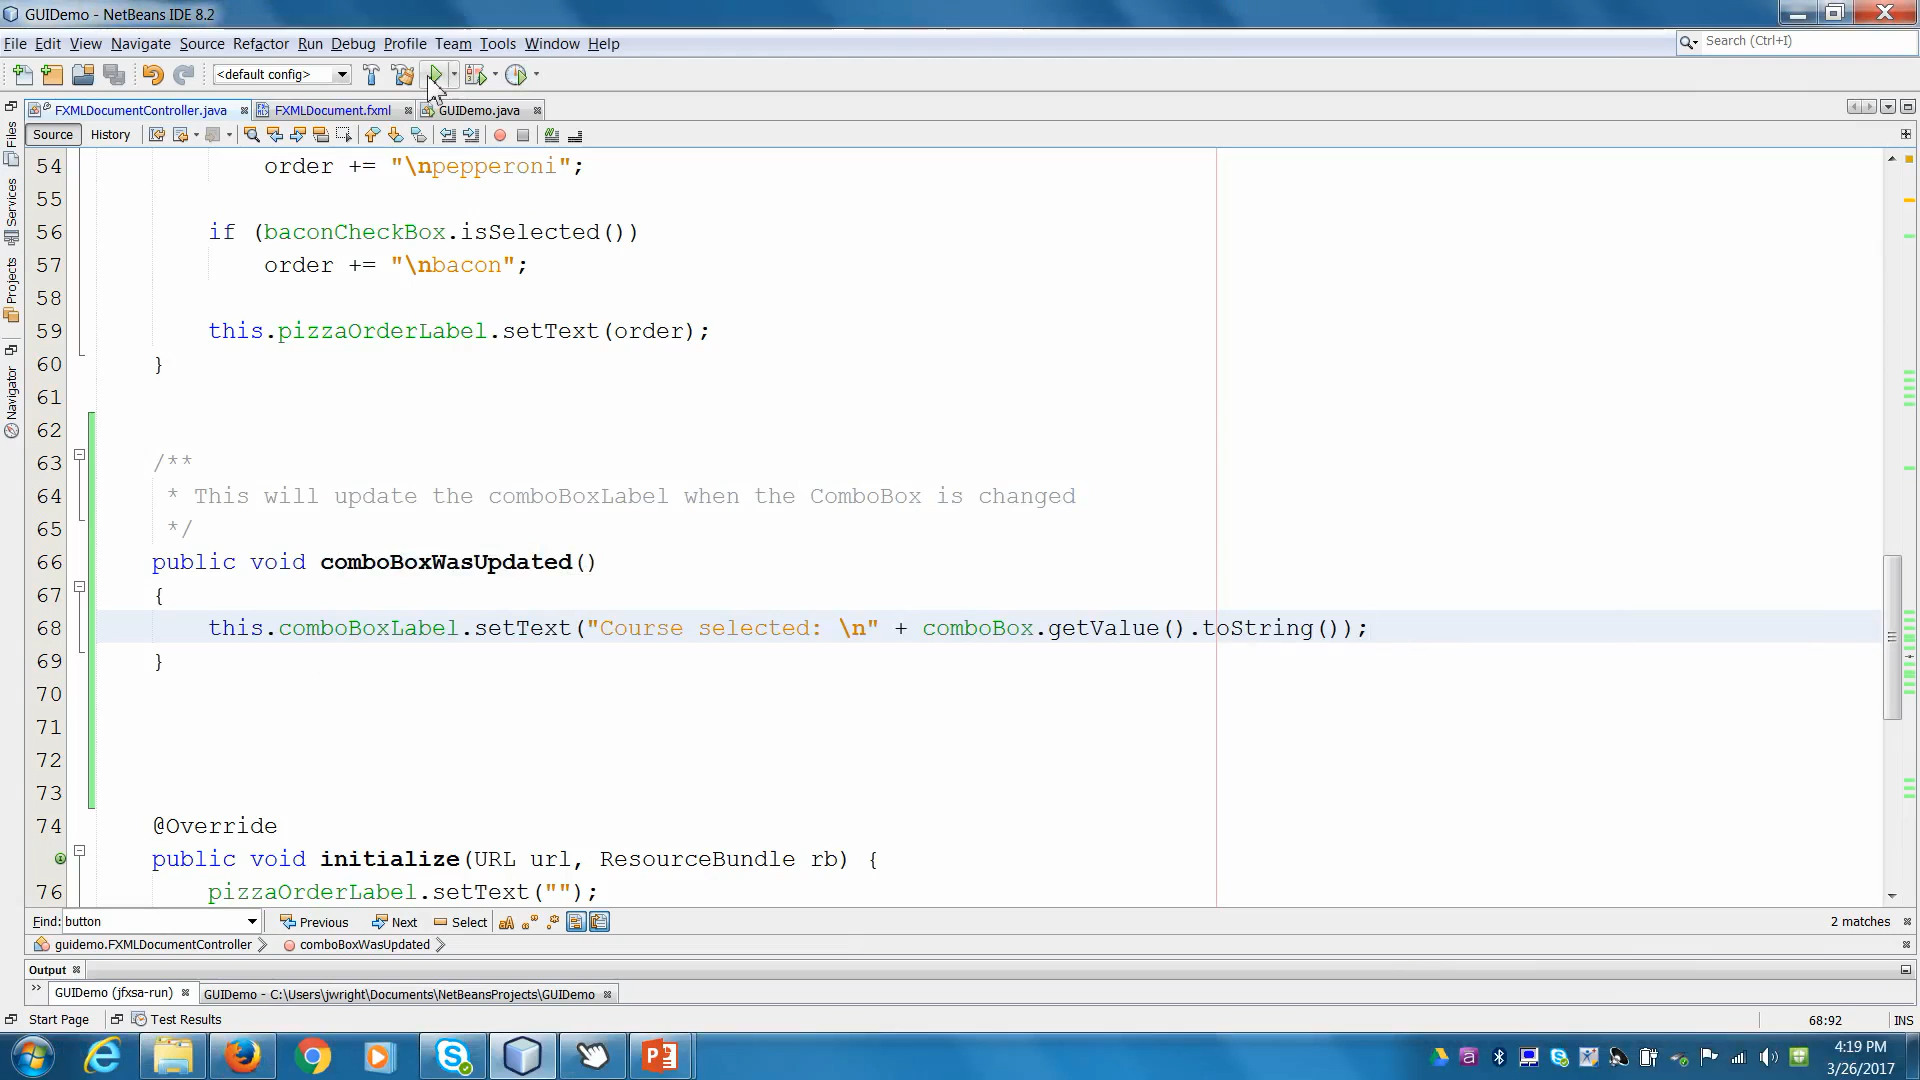 GUIDemo - NetBeans IDE 8.2
File Edit View Navigate Source Refactor Run Debug Profile Team Tools Window Help
Search (Ctrl+I)
<default config>
FXMLDocumentController.java FXMLDocument.fxml GUIDemo.java
Source History
Files
Services
Projects
Navigator
54 order += "\npepperoni";
55
56 if (baconCheckBox.isSelected())
57 order += "\nbacon";
58
59 this.pizzaOrderLabel.setText(order);
60 }
61
62
63 /**
64 * This will update the comboBoxLabel when the ComboBox is changed
65 */
66 public void comboBoxWasUpdated()
67 {
68 this.comboBoxLabel.setText("Course selected: \n" + comboBox.getValue().toString());
69 }
70
71
72
73
74 @Override
public void initialize(URL url, ResourceBundle rb) {
76 pizzaOrderLabel.setText("");
Find: button Previous Next Select 2 matches
guidemo.FXMLDocumentController comboBoxWasUpdated
Output
GUIDemo (jfxsa-run) GUIDemo - C:\Users\jwright\Documents\NetBeansProjects\GUIDemo
Start Page Test Results 68:92 INS
4:19 PM
3/26/2017